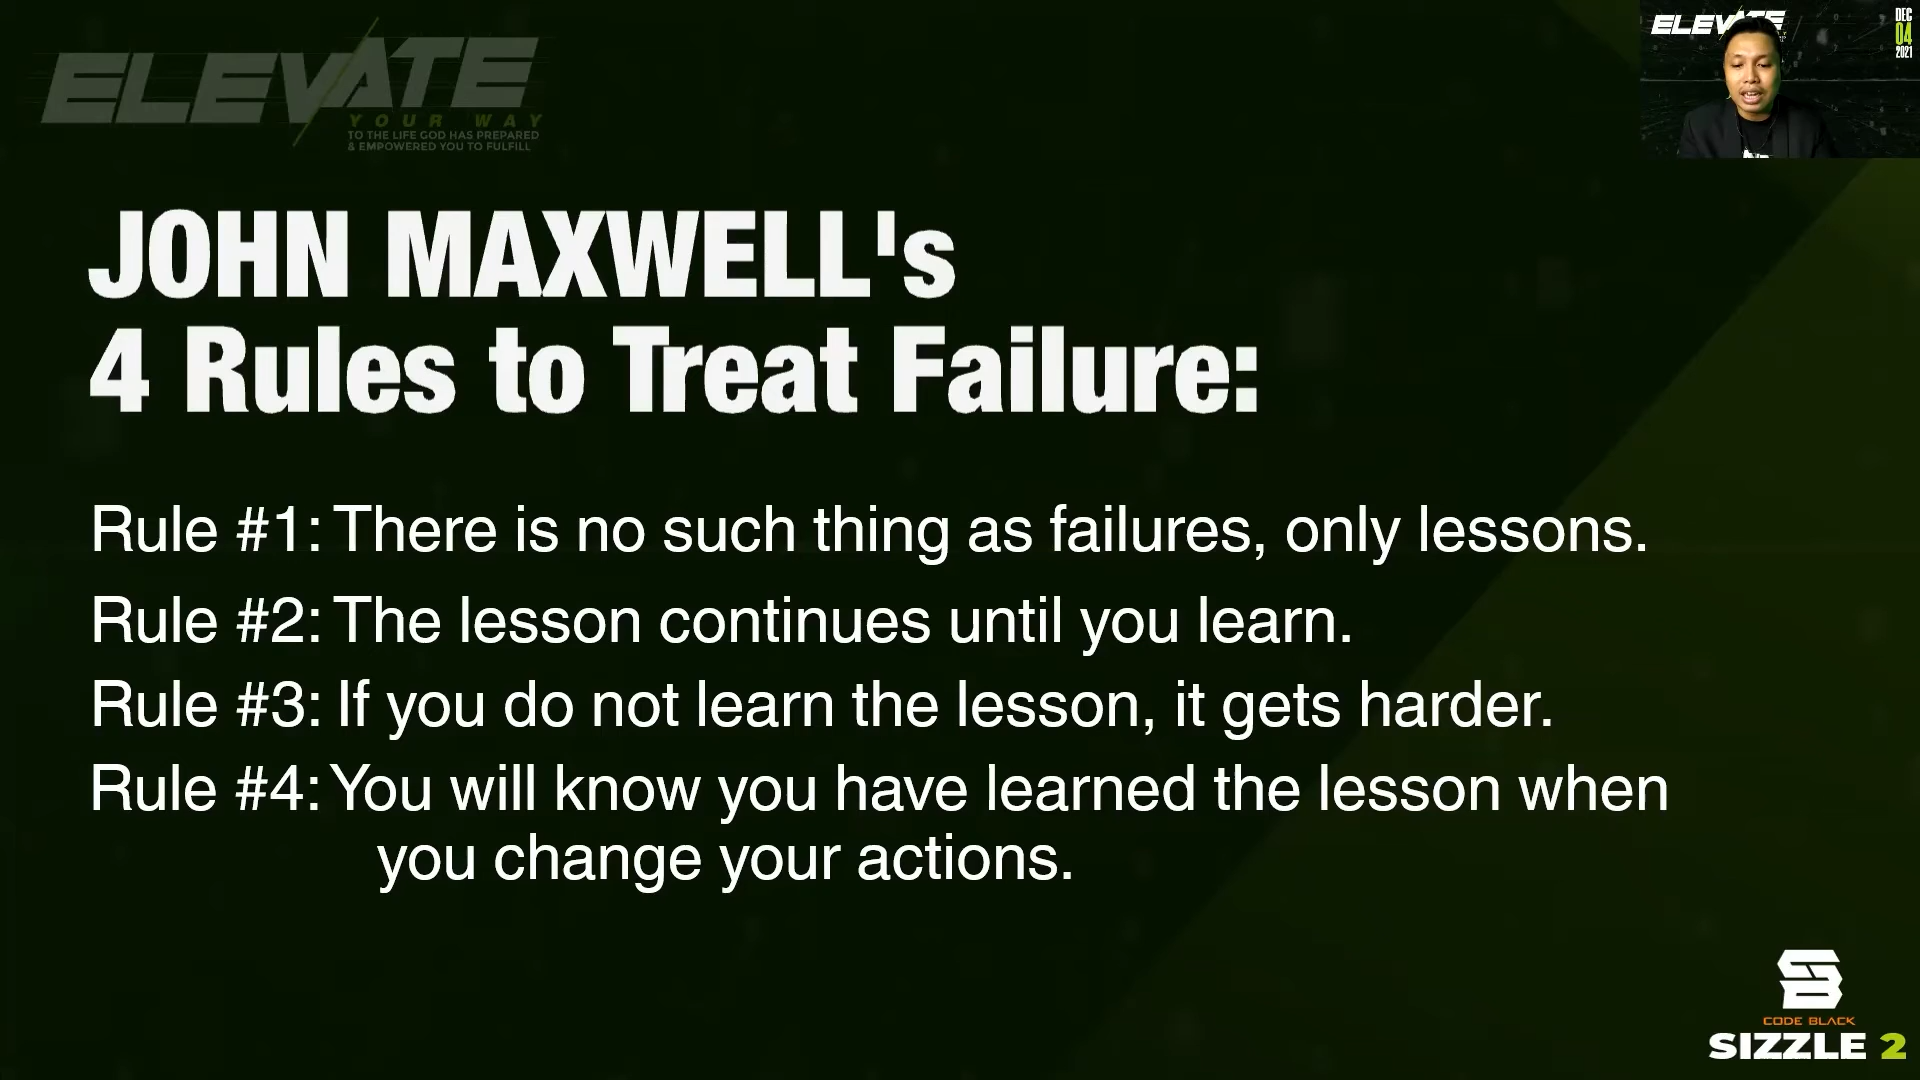 ELEVATE
YOUR WAY
TO THE LIFE GOD HAS PREPARED
& EMPOWERED YOU TO FULFILL
DEC
04
2021
JOHN MAXWELL's
4 Rules to Treat Failure:
Rule #1: There is no such thing as failures, only lessons.
Rule #2: The lesson continues until you learn.
Rule #3: If you do not learn the lesson, it gets harder.
Rule #4: You will know you have learned the lesson when
you change your actions.
CODE BLACK
SIZZLE 2